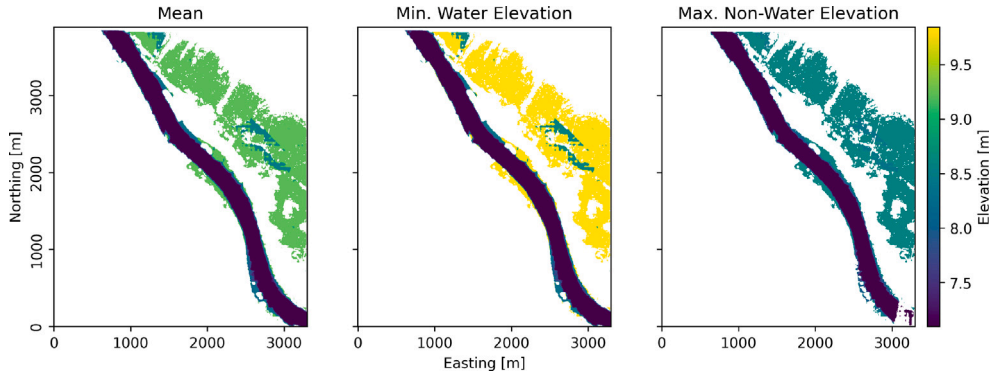 Mean
Min. Water Elevation
Max. Non-Water Elevation
Northing [m]
3000
2000
1000
0
0 1000 2000 3000
0 1000 2000 3000
0 1000 2000 3000
Easting [m]
9.5
9.0
8.5
8.0
7.5
Elevation [m]